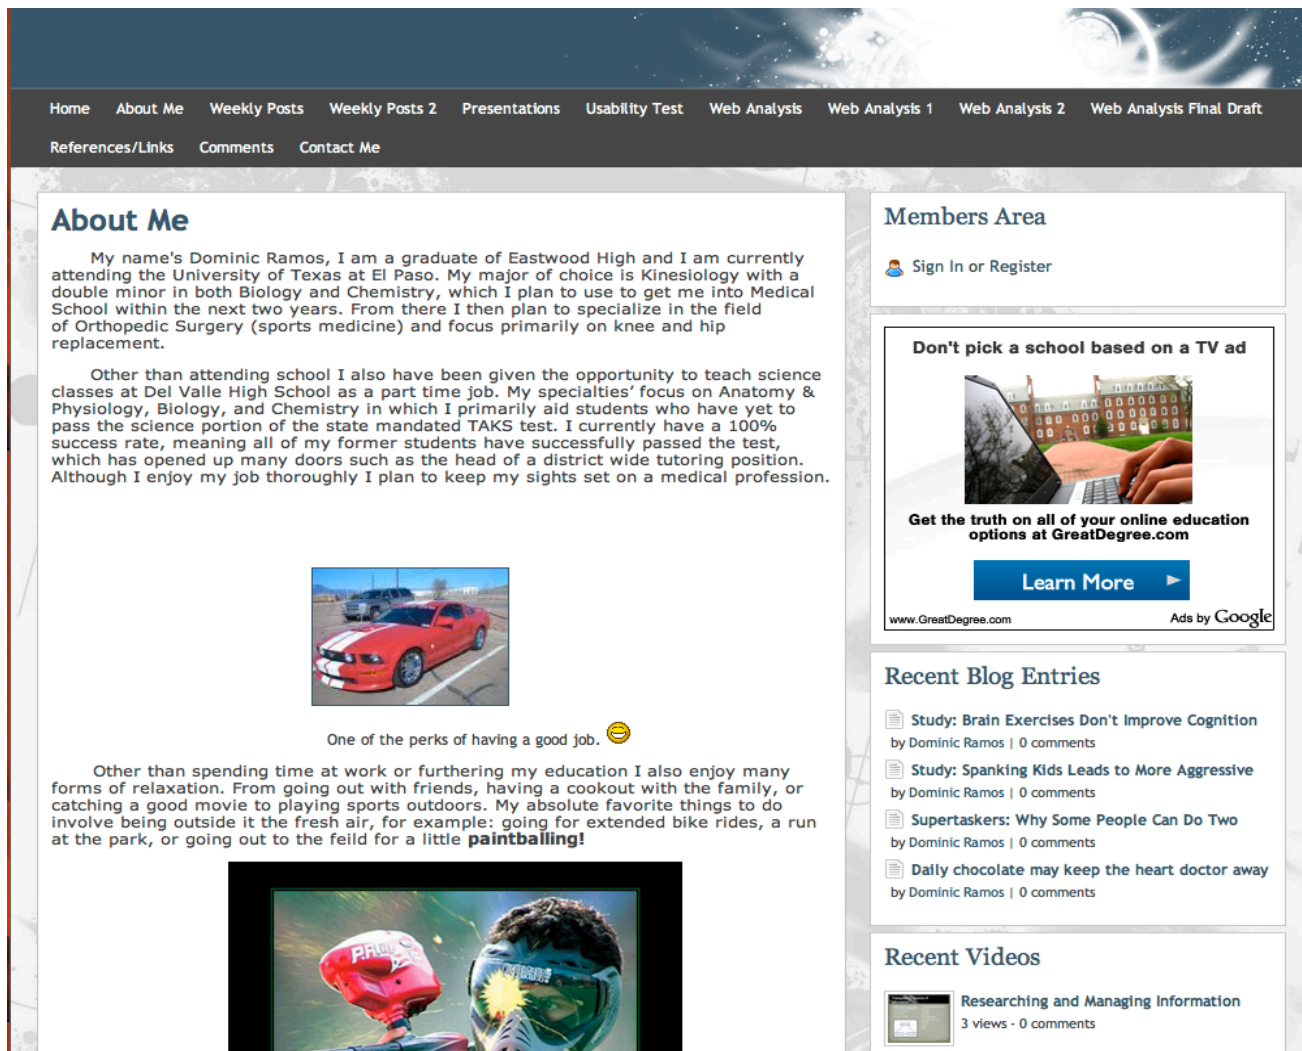 Home About Me Weekly Posts Weekly Posts 2 Presentations Usability Test Web Analysis Web Analysis 1 Web Analysis 2 Web Analysis Final Draft
References/Links Comments Contact Me
About Me
My name's Dominic Ramos, I am a graduate of Eastwood High and I am currently
attending the University of Texas at El Paso. My major of choice is Kinesiology with a
double minor in both Biology and Chemistry, which I plan to use to get me into Medical
School within the next two years. From there I then plan to specialize in the field
of Orthopedic Surgery (sports medicine) and focus primarily on knee and hip
replacement.
Other than attending school I also have been given the opportunity to teach science
classes at Del Valle High School as a part time job. My specialties’ focus on Anatomy &
Physiology, Biology, and Chemistry in which I primarily aid students who have yet to
pass the science portion of the state mandated TAKS test. I currently have a 100%
success rate, meaning all of my former students have successfully passed the test,
which has opened up many doors such as the head of a district wide tutoring position.
Although I enjoy my job thoroughly I plan to keep my sights set on a medical profession.
One of the perks of having a good job.
Other than spending time at work or furthering my education I also enjoy many
forms of relaxation. From going out with friends, having a cookout with the family, or
catching a good movie to playing sports outdoors. My absolute favorite things to do
involve being outside it the fresh air, for example: going for extended bike rides, a run
at the park, or going out to the feild for a little paintballing!
Members Area
Sign In or Register
Don't pick a school based on a TV ad
Get the truth on all of your online education
options at GreatDegree.com
Learn More
www.GreatDegree.com Ads by Google
Recent Blog Entries
Study: Brain Exercises Don't Improve Cognition
by Dominic Ramos | 0 comments
Study: Spanking Kids Leads to More Aggressive
by Dominic Ramos | 0 comments
Supertaskers: Why Some People Can Do Two
by Dominic Ramos | 0 comments
Daily chocolate may keep the heart doctor away
by Dominic Ramos | 0 comments
Recent Videos
Researching and Managing Information
3 views - 0 comments